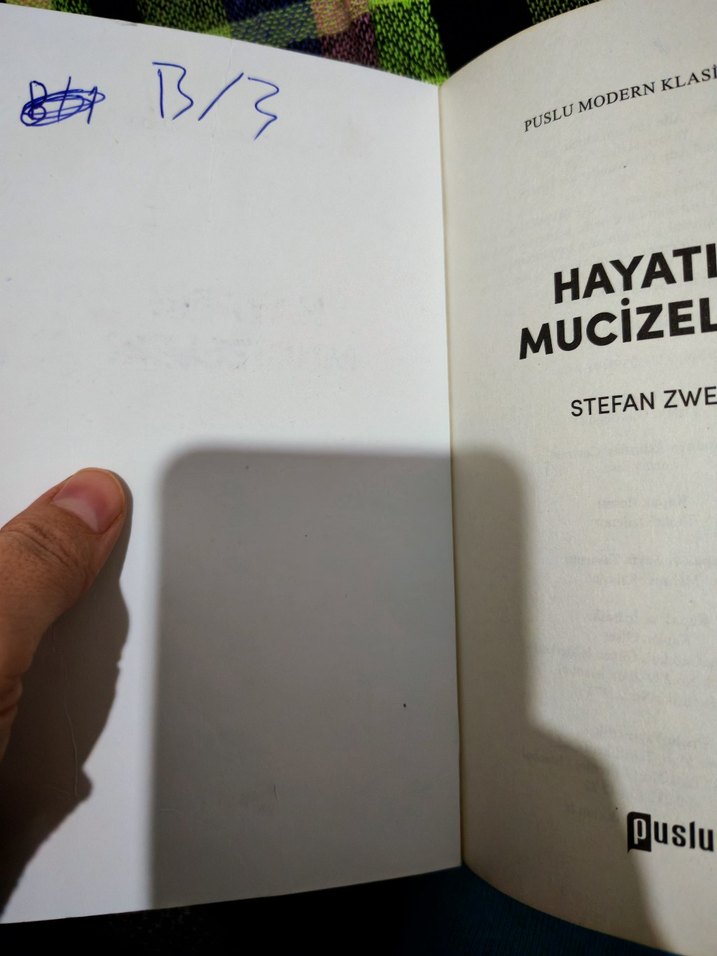 B/3
PUSLU MODERN KLASİ
HAYATI
MUCİZEL
STEFAN ZWE
puslu